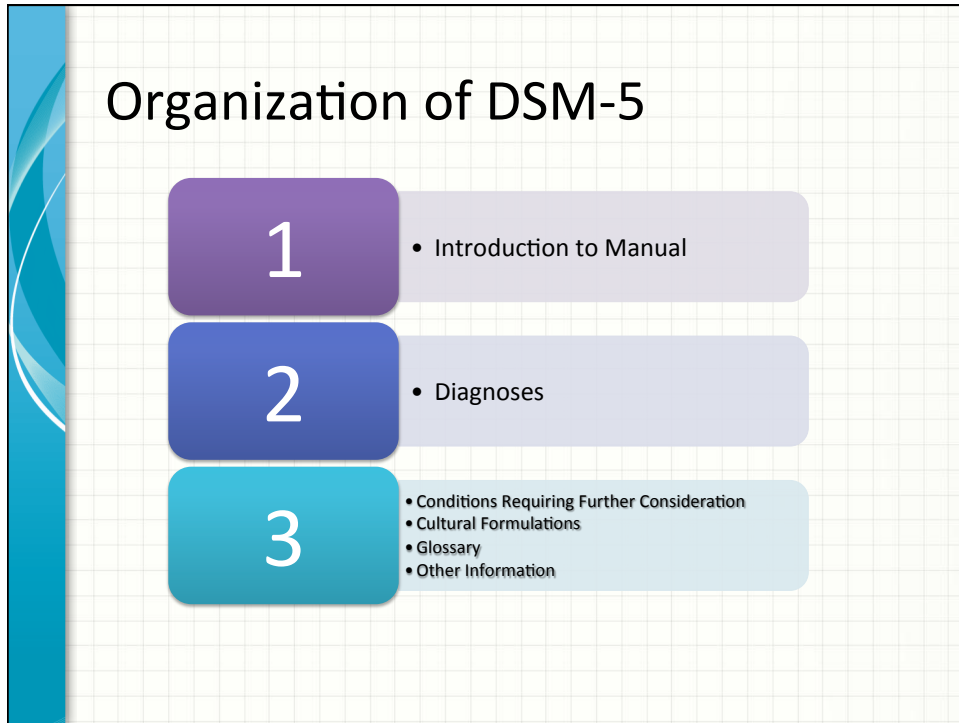 Organization of DSM-5
1
• Introduction to Manual
2
• Diagnoses
3
• Conditions Requiring Further Consideration
• Cultural Formulations
• Glossary
• Other Information